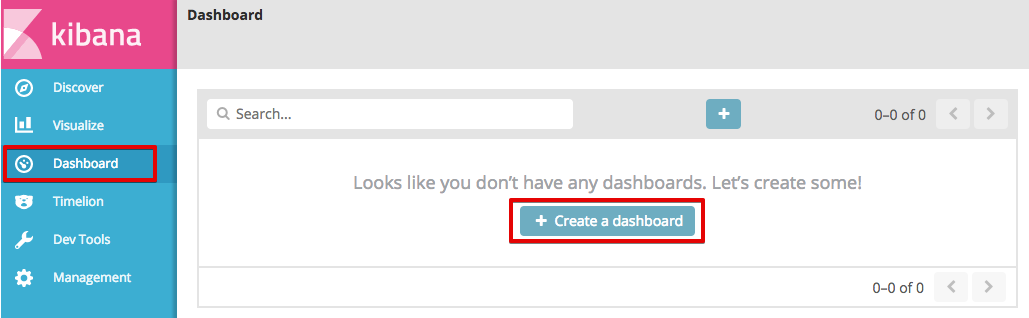 kibana
Discover
Visualize
Dashboard
Timelion
Dev Tools
Management
Dashboard
Search...
0–0 of 0
Looks like you don't have any dashboards. Let's create some!
+ Create a dashboard
0–0 of 0